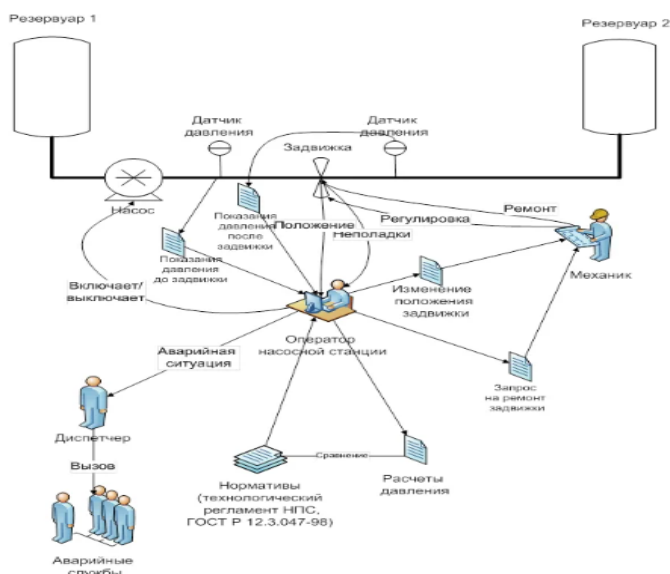 Резервуар 1
Резервуар 2
Датчик
давления
Датчик
давления
Задвижка
Насос
Показания
давления
после
задвижки
Положение
Неполадки
Регулировка
Ремонт
Механик
Показания
давления
до задвижки
Включает/
выключает
Изменение
положения
задвижки
Оператор
насосной станции
Аварийная
ситуация
Запрос
на ремонт
задвижки
Диспетчер
Вызов
Сравнение
Нормативы
(технологический
регламент НПС,
ГОСТ Р 12.3.047-98)
Расчеты
давления
Аварийные
службы